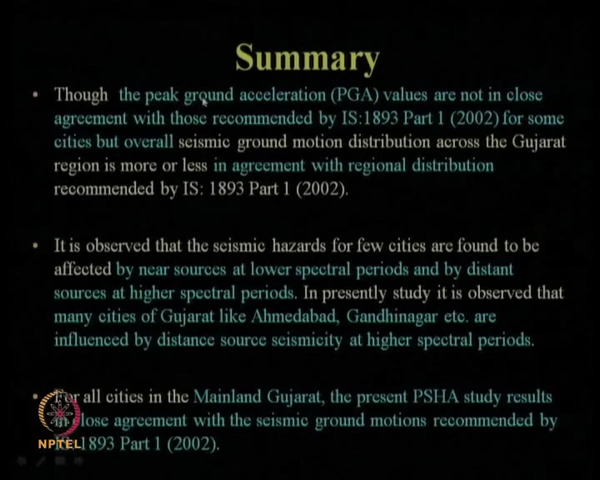 Summary
• Though the peak ground acceleration (PGA) values are not in close
agreement with those recommended by IS:1893 Part 1 (2002) for some
cities but overall seismic ground motion distribution across the Gujarat
region is more or less in agreement with regional distribution
recommended by IS: 1893 Part 1 (2002).
• It is observed that the seismic hazards for few cities are found to be
affected by near sources at lower spectral periods and by distant
sources at higher spectral periods. In presently study it is observed that
many cities of Gujarat like Ahmedabad, Gandhinagar etc. are
influenced by distance source seismicity at higher spectral periods.
• For all cities in the Mainland Gujarat, the present PSHA study results
in close agreement with the seismic ground motions recommended by
1893 Part 1 (2002).
NPTEL